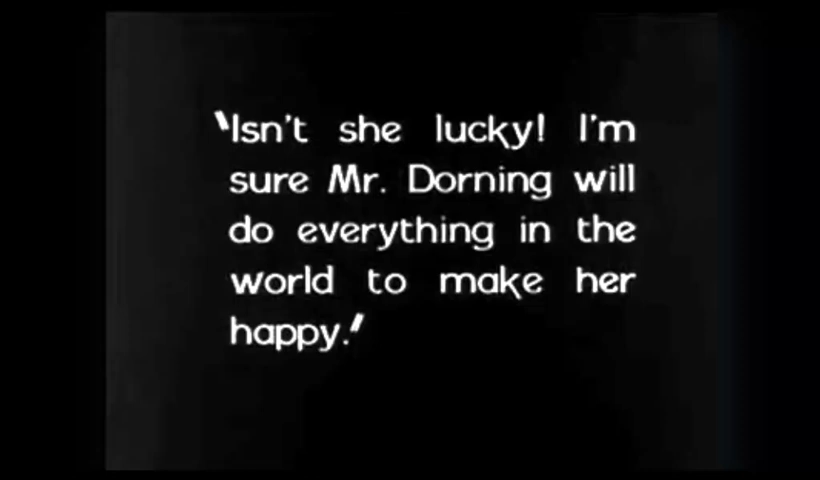 "Isn't she lucky! I'm
sure Mr. Dorning will
do everything in the
world to make her
happy."